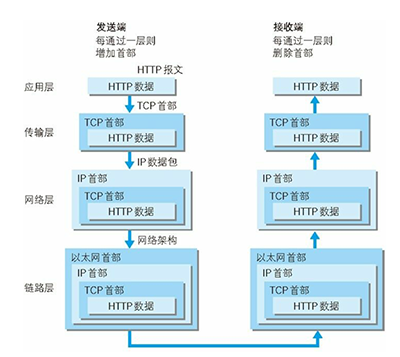 发送端
每通过一层则
增加首部
接收端
每通过一层则
删除首部
HTTP 报文
应用层
HTTP 数据
HTTP 数据
TCP 首部
传输层
TCP 首部
HTTP 数据
TCP 首部
HTTP 数据
IP 数据包
网络层
IP 首部
TCP 首部
HTTP 数据
IP 首部
TCP 首部
HTTP 数据
网络架构
链路层
以太网首部
IP 首部
TCP 首部
HTTP 数据
以太网首部
IP 首部
TCP 首部
HTTP 数据